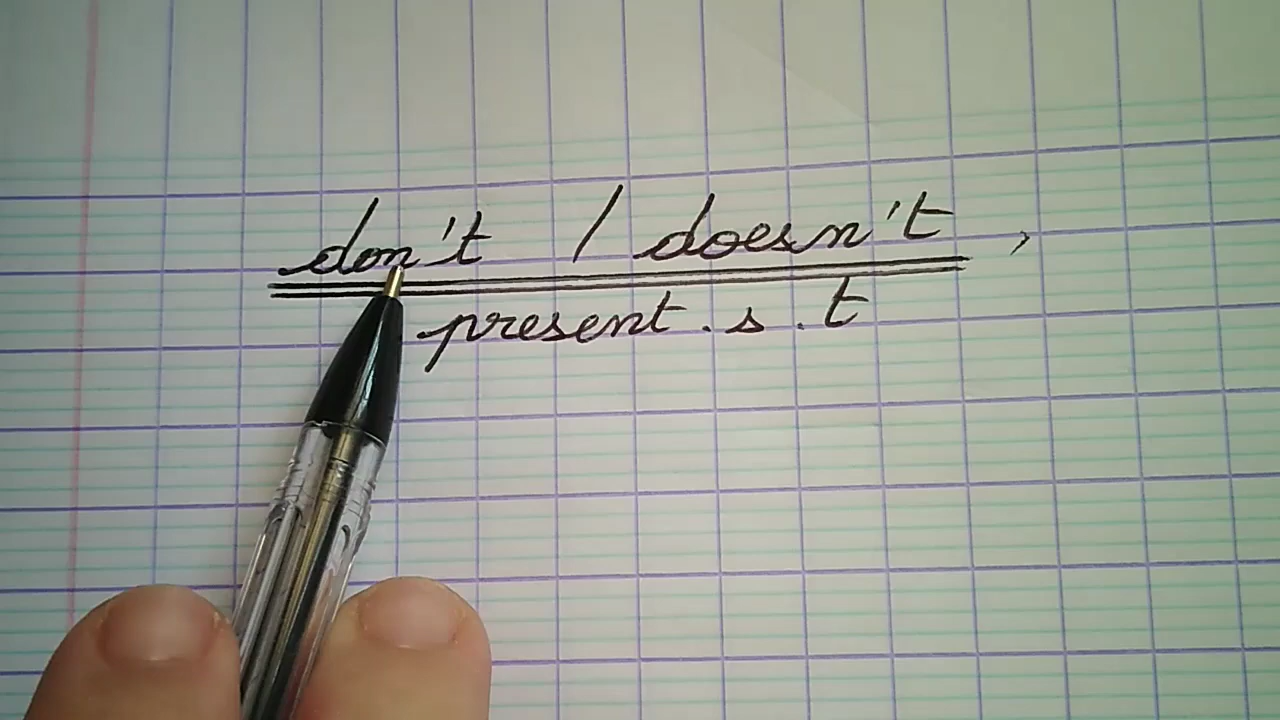 don't / doesn't ,
present . s . t